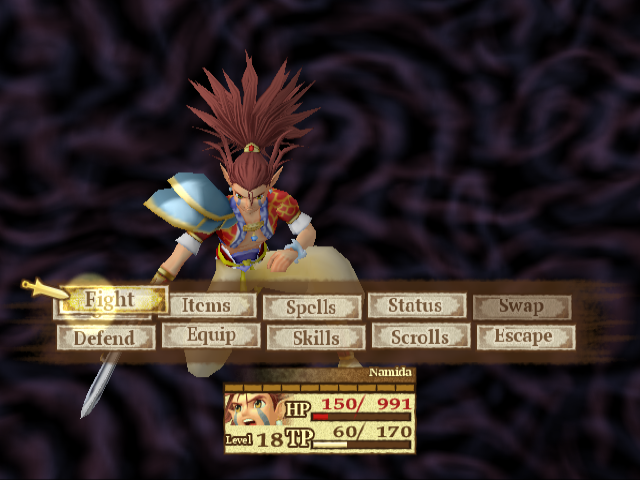 Fight Items Spells Status Swap
Defend Equip Skills Scrolls Escape
Namida
HP 150/ 991
Level 18 TP 60/ 170